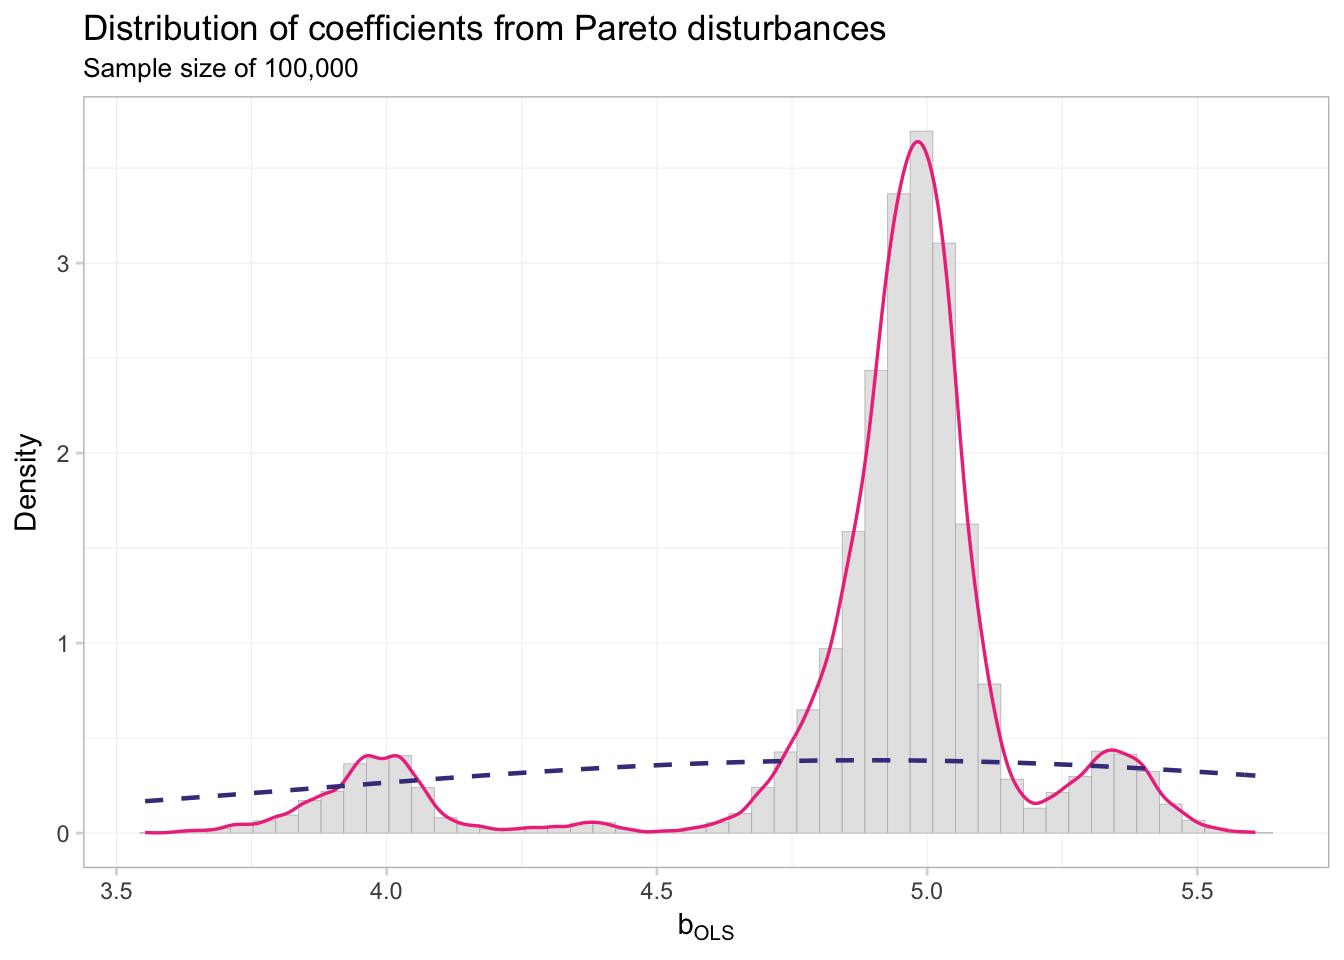 Distribution of coefficients from Pareto disturbances
Sample size of 100,000
Density
3
2
1
0
3.5 4.0 4.5 5.0 5.5
bOLS